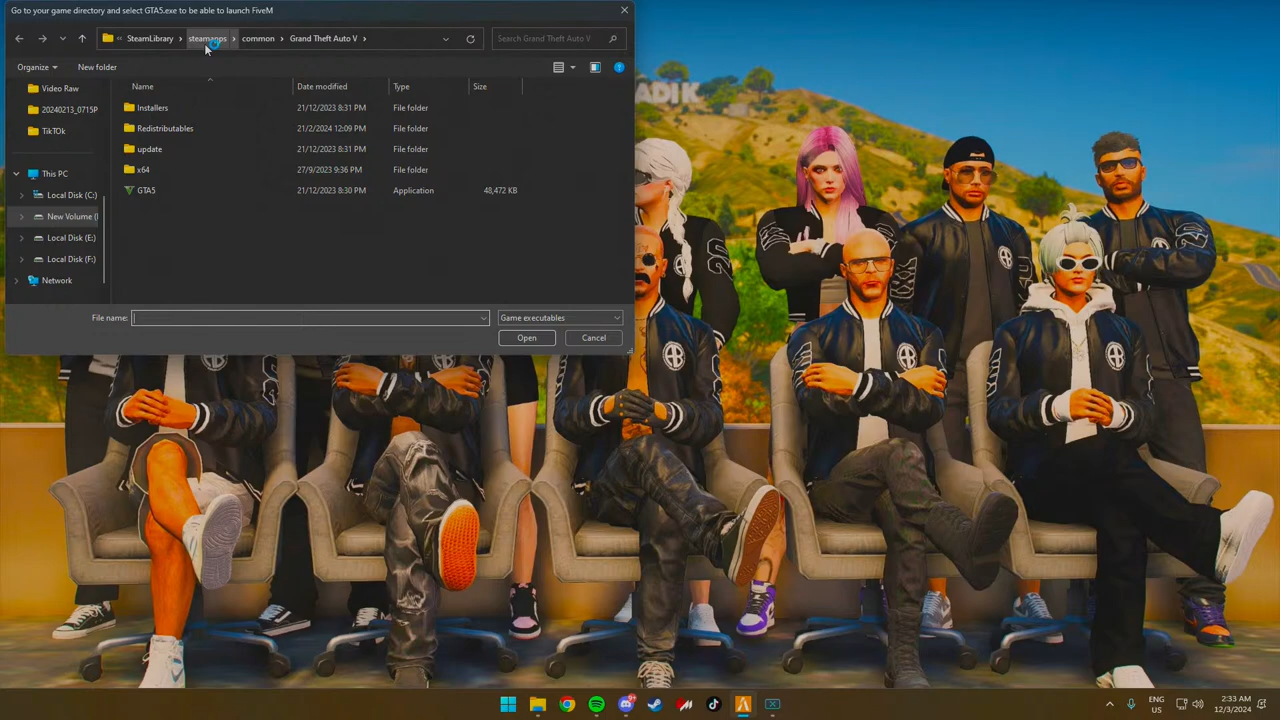 Go to your game directory and select GTA5.exe to be able to launch FiveM
« SteamLibrary › steamapps › common › Grand Theft Auto V ›
Search Grand Theft Auto V
Organize
New folder
Name
Date modified
Type
Size
Installers 21/12/2023 8:31 PM File folder
Redistributables 21/2/2024 12:09 PM File folder
update 21/12/2023 8:31 PM File folder
x64 27/9/2023 9:36 PM File folder
GTA5 21/12/2023 8:30 PM Application 48,472 KB
Video Raw
20240213_0715P
TikTOk
This PC
Local Disk (C:)
New Volume (
Local Disk (E:)
Local Disk (F:)
Network
File name:
Game executables
Open
Cancel
ADIK
9+
ENG
US
2:33 AM
12/3/2024